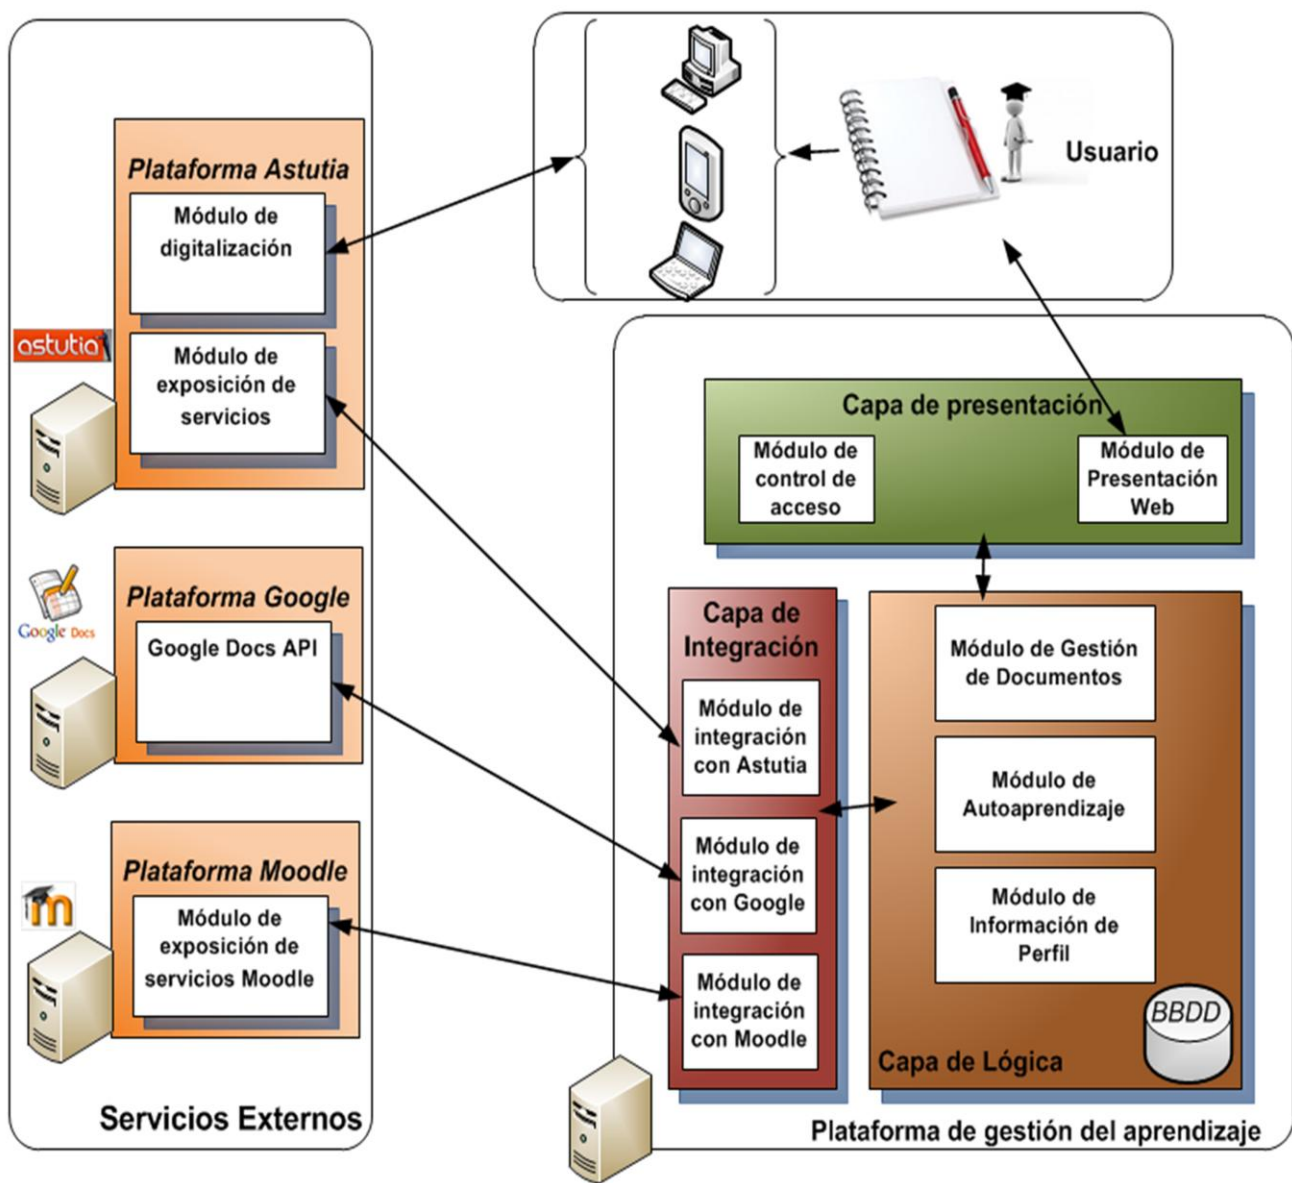 Plataforma Astutia
Módulo de
digitalización
astutia
Módulo de
exposición de
servicios
Plataforma Google
Google Docs
Google Docs API
Plataforma Moodle
m
Módulo de
exposición de
servicios Moodle
Servicios Externos
Usuario
Capa de presentación
Módulo de
control de
acceso
Módulo de
Presentación
Web
Capa de
Integración
Módulo de
integración
con Astutia
Módulo de
integración
con Google
Módulo de
integración
con Moodle
Módulo de Gestión
de Documentos
Módulo de
Autoaprendizaje
Módulo de
Información de
Perfil
BBDD
Capa de Lógica
Plataforma de gestión del aprendizaje